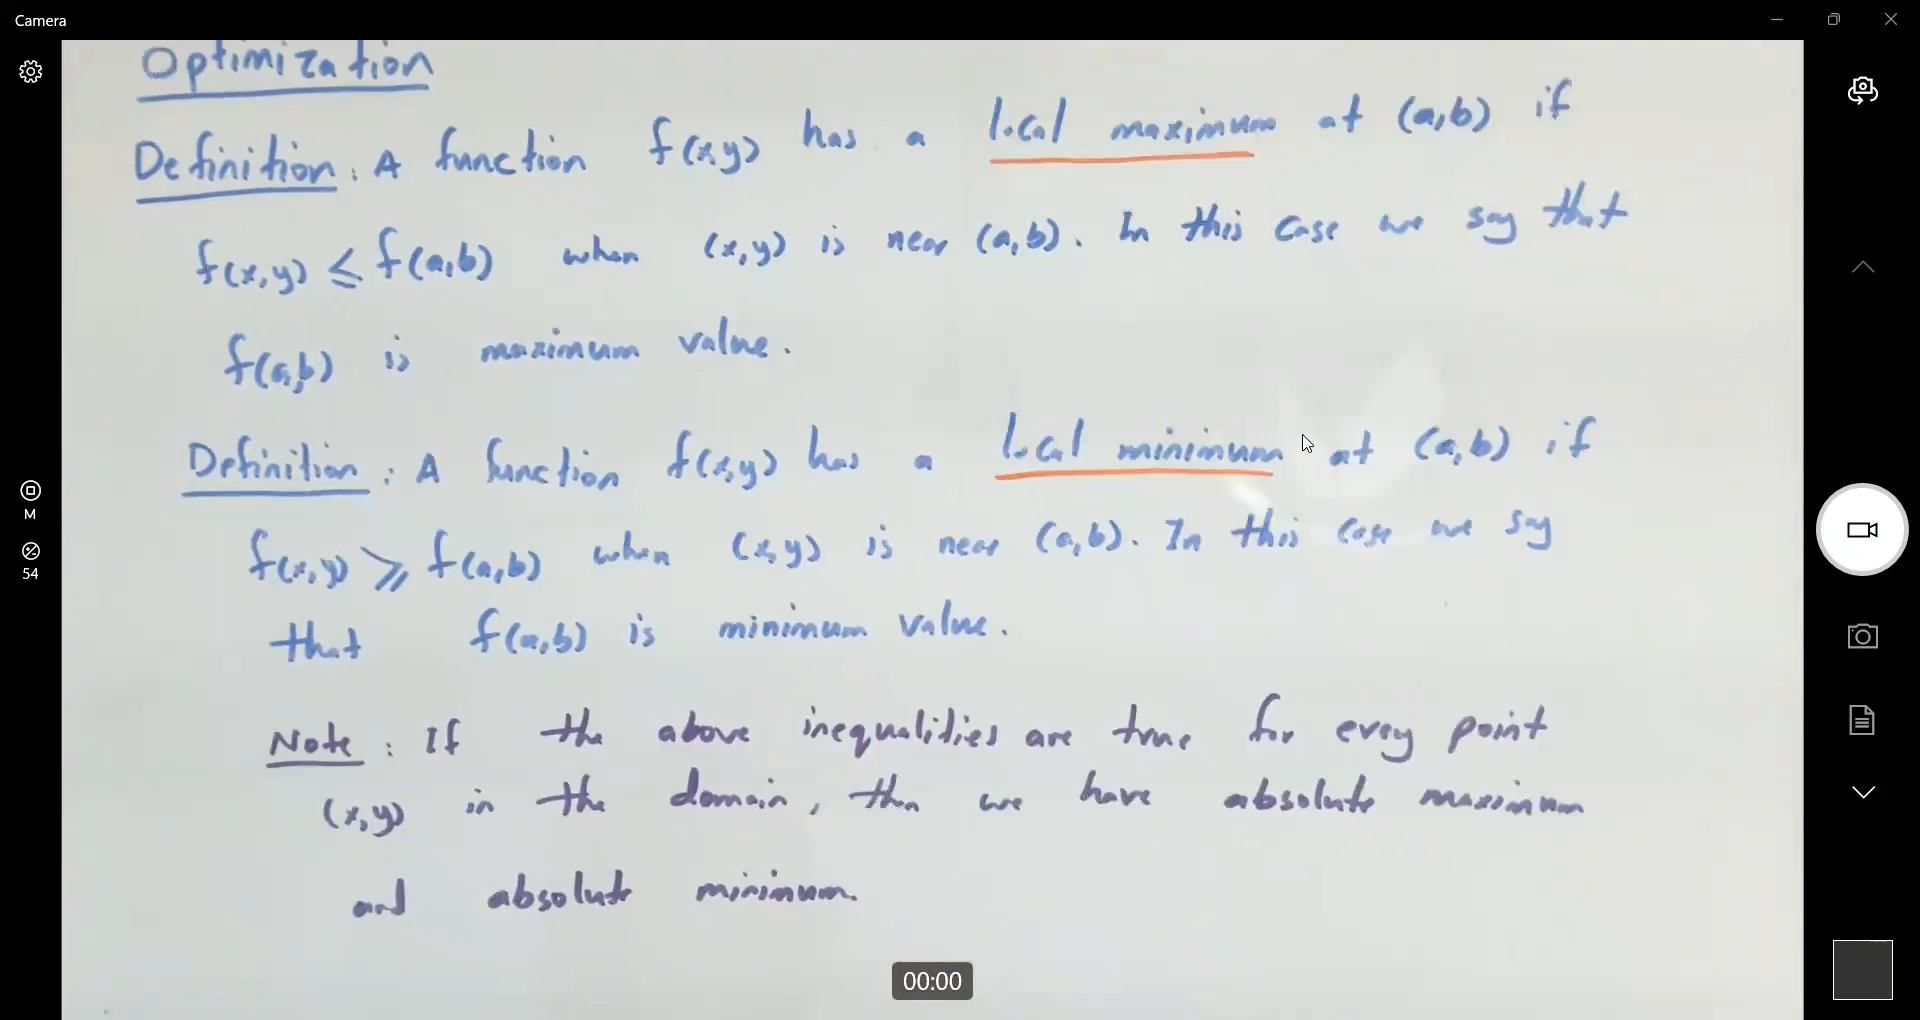 Camera
Optimization
Definition: A function f(x,y) has a local maximum at (a,b) if
f(x,y) ≤ f(a,b) when (x,y) is near (a,b). In this case we say that
f(a,b) is maximum value.
Definition: A function f(x,y) has a local minimum at (a,b) if
f(x,y) ≥ f(a,b) when (x,y) is near (a,b). In this case we say
that f(a,b) is minimum value.
Note: If the above inequalities are true for every point
(x,y) in the domain, then we have absolute maximum
and absolute minimum.
M
54
00:00